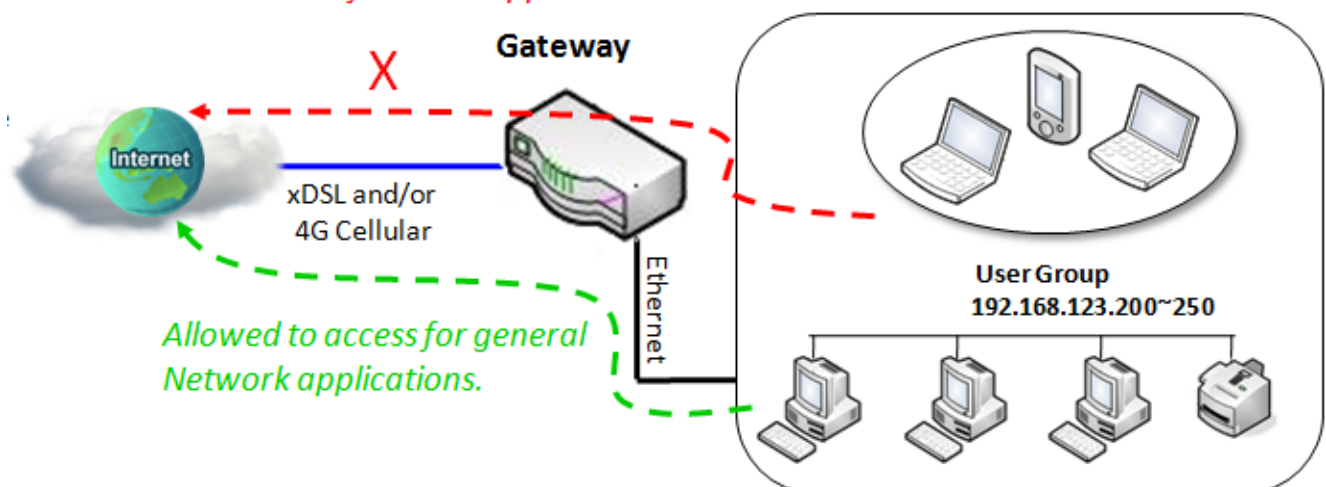 Gateway
X
Internet
xDSL and/or
4G Cellular
Ethernet
User Group
192.168.123.200~250
Allowed to access for general
Network applications.